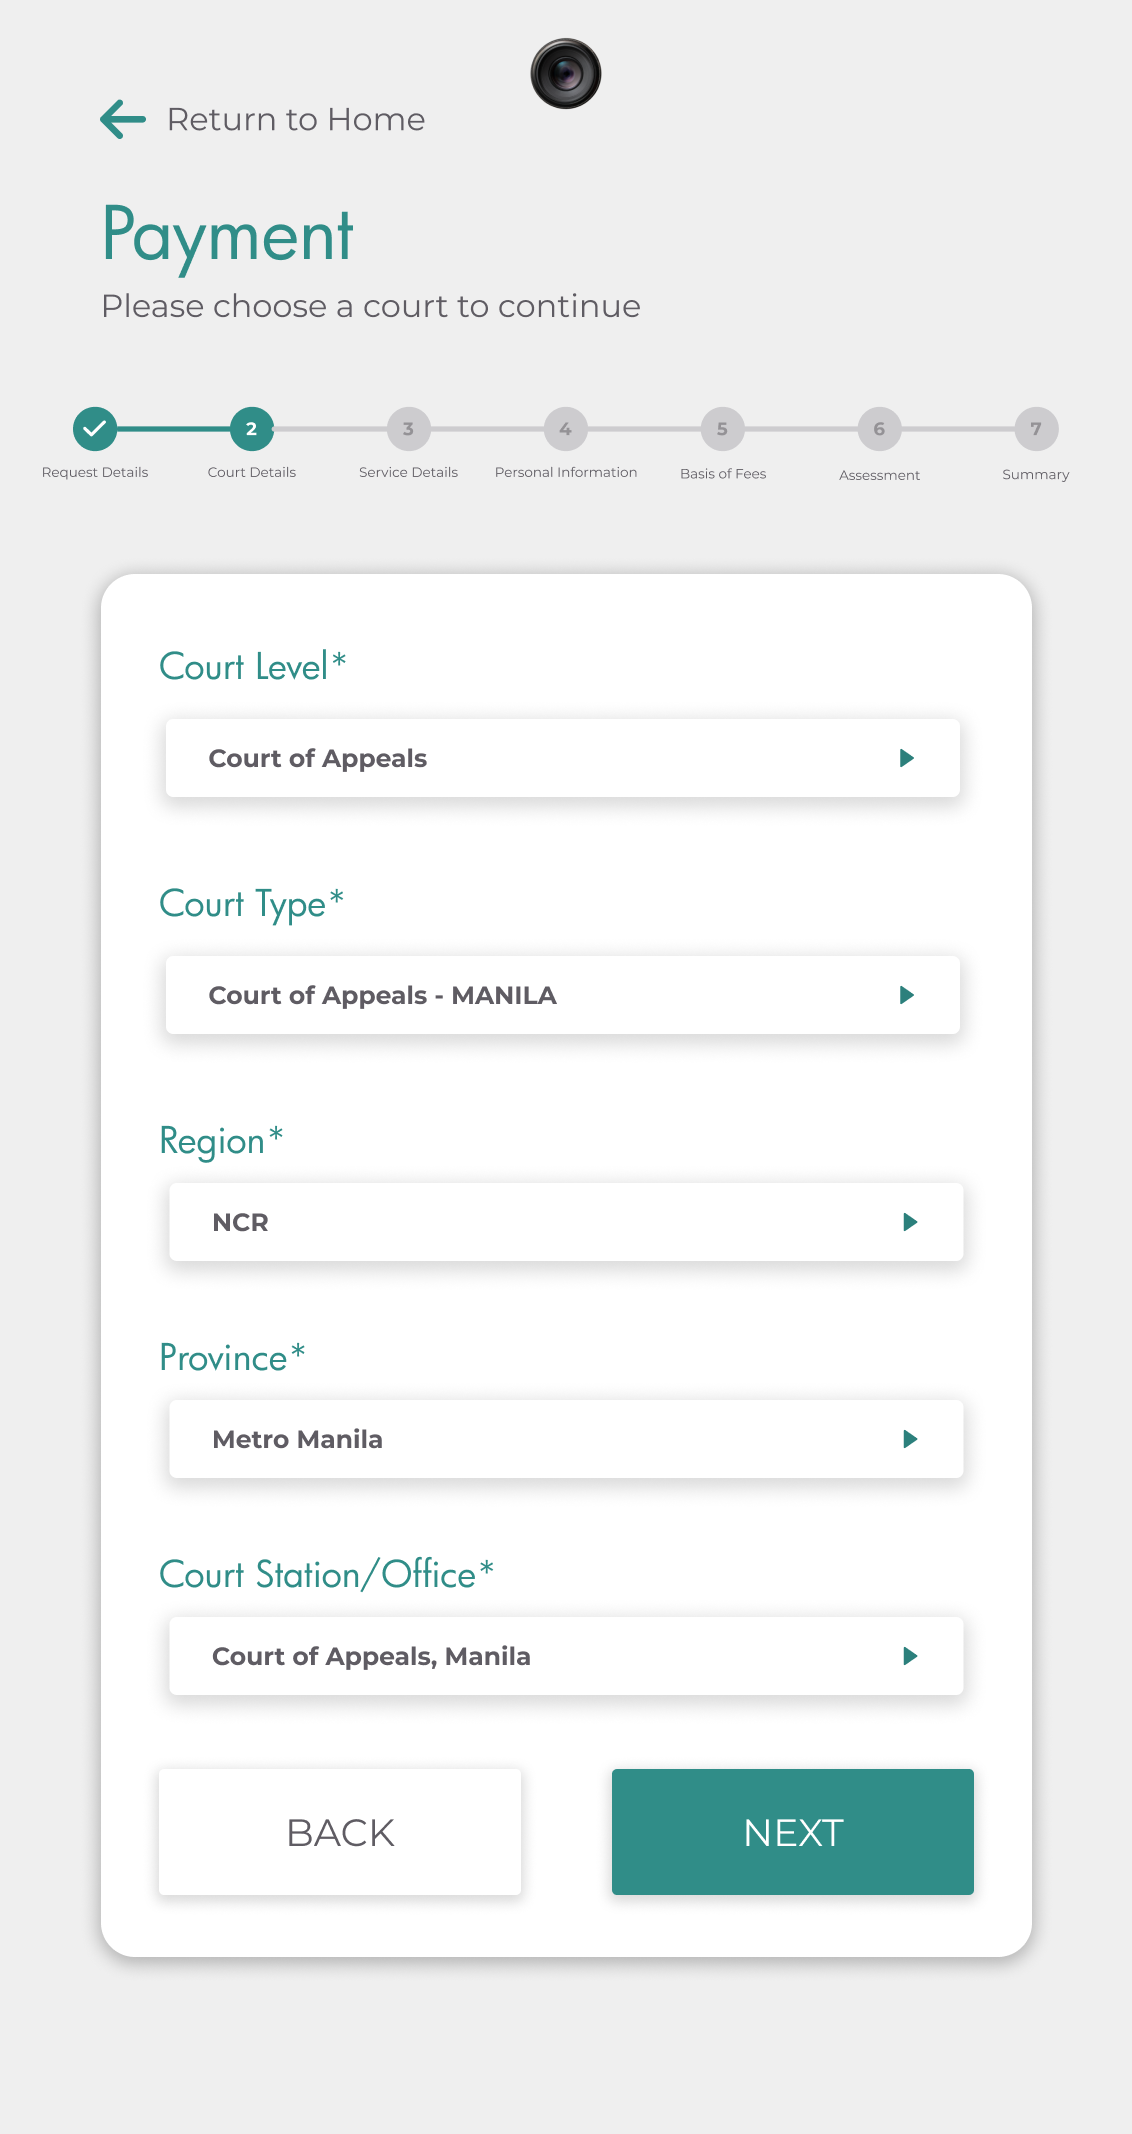 Return to Home
Payment
Please choose a court to continue
2 3 4 5 6 7
Request Details Court Details Service Details Personal Information Basis of Fees Assessment Summary
Court Level*
Court of Appeals
Court Type*
Court of Appeals - MANILA
Region*
NCR
Province*
Metro Manila
Court Station/Office*
Court of Appeals, Manila
BACK NEXT